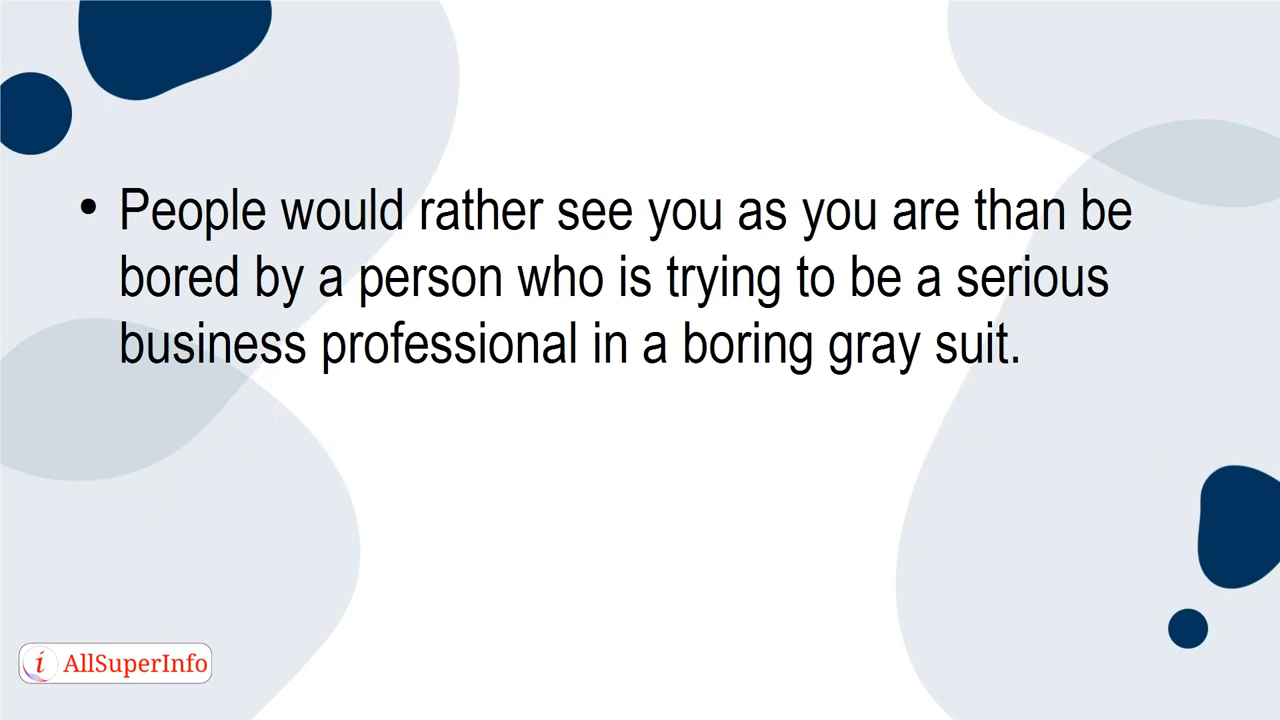 • People would rather see you as you are than be
bored by a person who is trying to be a serious
business professional in a boring gray suit.
i AllSuperInfo